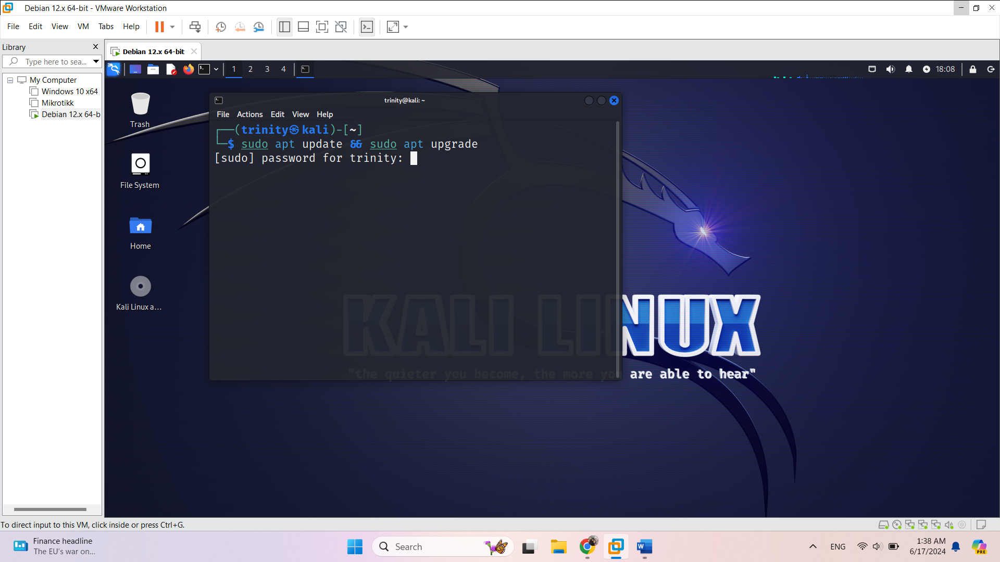 Debian 12.x 64-bit - VMware Workstation
File Edit View VM Tabs Help
Library
Type here to sea...
My Computer
Windows 10 x64
Mikrotikk
Debian 12.x 64-b
Debian 12.x 64-bit
1 2 3 4
18:08
Trash
File System
Home
Kali Linux a...
trinity@kali: ~
File Actions Edit View Help
┌──(trinity㉿kali)-[~]
└─$ sudo apt update && sudo apt upgrade
[sudo] password for trinity:
KALI LINUX
"the quieter you become, the more you are able to hear"
To direct input to this VM, click inside or press Ctrl+G.
Finance headline
The EU's war on...
Search
ENG
1:38 AM
6/17/2024
PRE